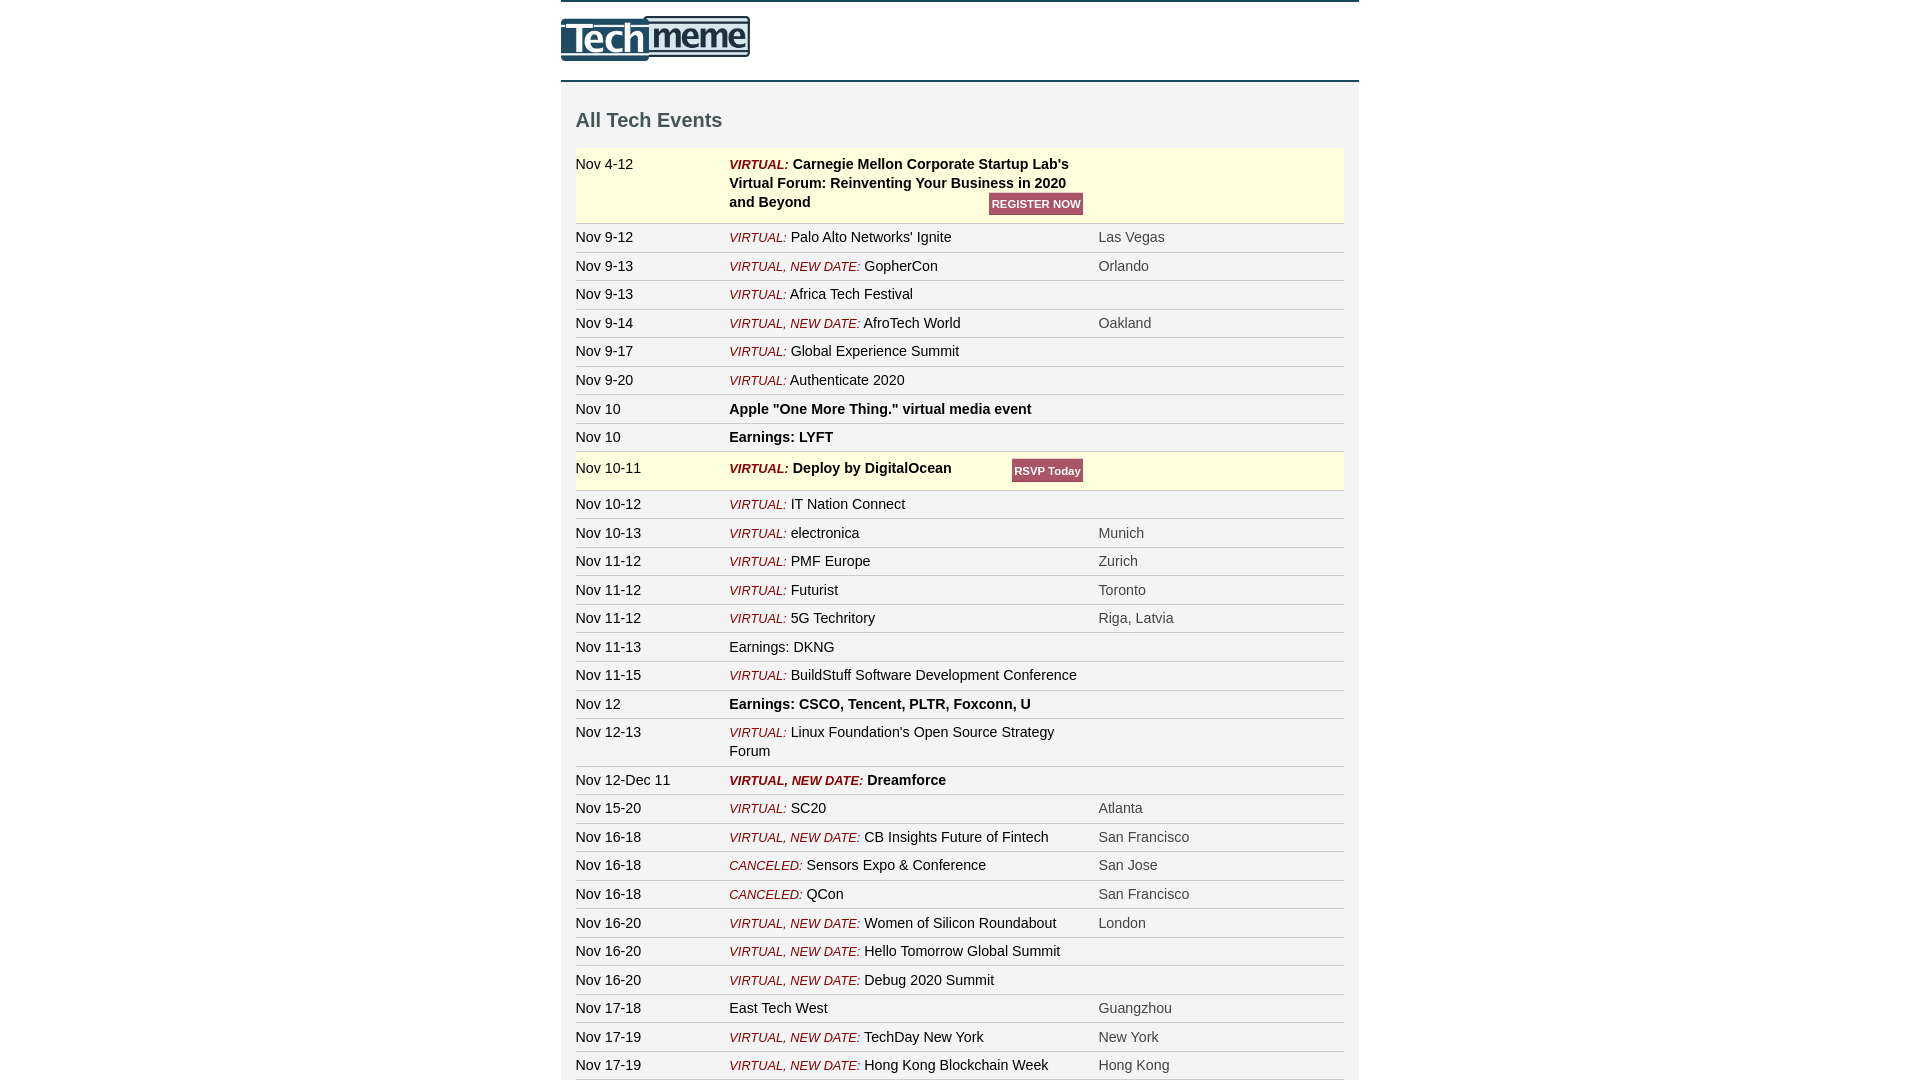 Techmeme
All Tech Events
Nov 4-12 VIRTUAL: Carnegie Mellon Corporate Startup Lab's
Virtual Forum: Reinventing Your Business in 2020
and Beyond REGISTER NOW
Nov 9-12 VIRTUAL: Palo Alto Networks' Ignite Las Vegas
Nov 9-13 VIRTUAL, NEW DATE: GopherCon Orlando
Nov 9-13 VIRTUAL: Africa Tech Festival
Nov 9-14 VIRTUAL, NEW DATE: AfroTech World Oakland
Nov 9-17 VIRTUAL: Global Experience Summit
Nov 9-20 VIRTUAL: Authenticate 2020
Nov 10 Apple "One More Thing." virtual media event
Nov 10 Earnings: LYFT
Nov 10-11 VIRTUAL: Deploy by DigitalOcean RSVP Today
Nov 10-12 VIRTUAL: IT Nation Connect
Nov 10-13 VIRTUAL: electronica Munich
Nov 11-12 VIRTUAL: PMF Europe Zurich
Nov 11-12 VIRTUAL: Futurist Toronto
Nov 11-12 VIRTUAL: 5G Techritory Riga, Latvia
Nov 11-13 Earnings: DKNG
Nov 11-15 VIRTUAL: BuildStuff Software Development Conference
Nov 12 Earnings: CSCO, Tencent, PLTR, Foxconn, U
Nov 12-13 VIRTUAL: Linux Foundation's Open Source Strategy
Forum
Nov 12-Dec 11 VIRTUAL, NEW DATE: Dreamforce
Nov 15-20 VIRTUAL: SC20 Atlanta
Nov 16-18 VIRTUAL, NEW DATE: CB Insights Future of Fintech San Francisco
Nov 16-18 CANCELED: Sensors Expo & Conference San Jose
Nov 16-18 CANCELED: QCon San Francisco
Nov 16-20 VIRTUAL, NEW DATE: Women of Silicon Roundabout London
Nov 16-20 VIRTUAL, NEW DATE: Hello Tomorrow Global Summit
Nov 16-20 VIRTUAL, NEW DATE: Debug 2020 Summit
Nov 17-18 East Tech West Guangzhou
Nov 17-19 VIRTUAL, NEW DATE: TechDay New York New York
Nov 17-19 VIRTUAL, NEW DATE: Hong Kong Blockchain Week Hong Kong